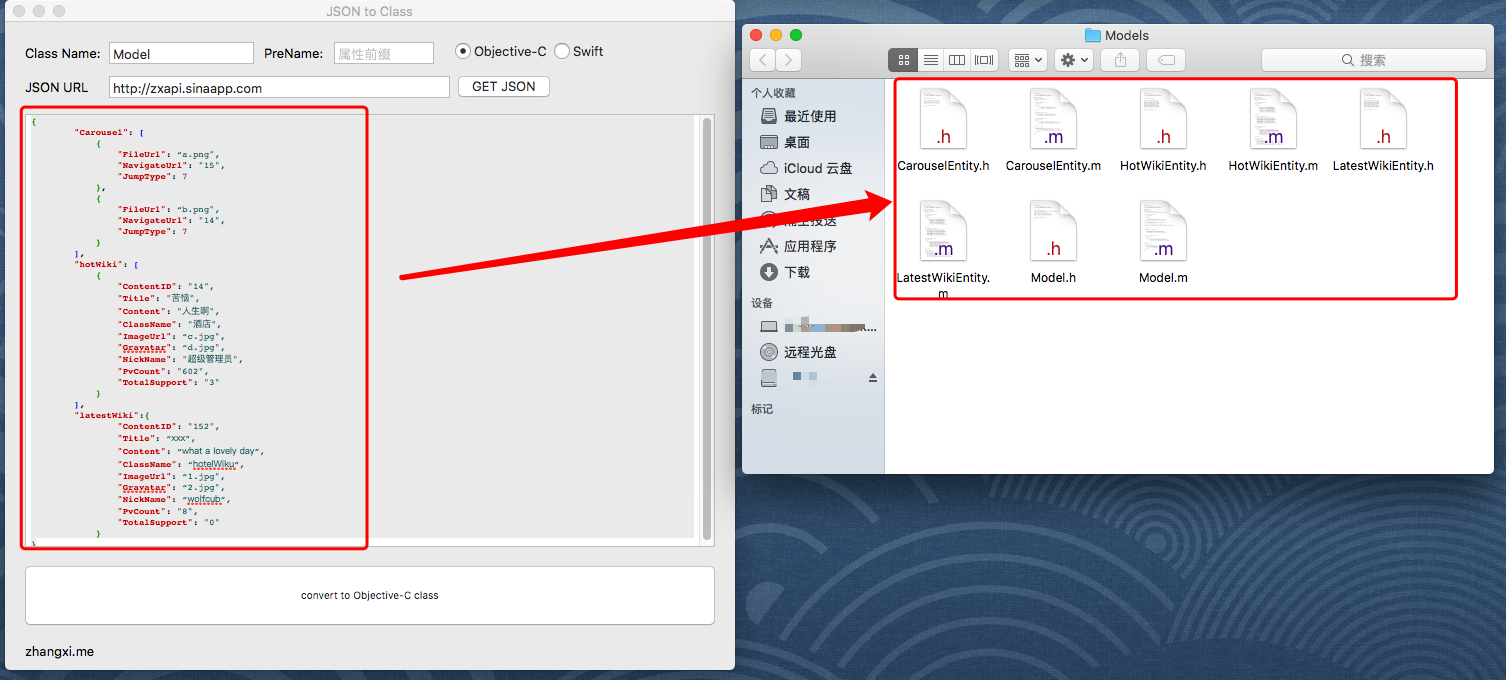 JSON to Class
Class Name: Model PreName: 属性前缀 Objective-C Swift
JSON URL http://zxapi.sinaapp.com GET JSON
{
"Carousel": [
{
"FileUrl": “a.png",
"NavigateUrl": "15",
"JumpType": 7
},
{
"FileUrl": “b.png",
"NavigateUrl": "14",
"JumpType": 7
}
],
"hotWiki": [
{
"ContentID": "14",
"Title": "苦恼",
"Content": "人生啊",
"ClassName": "酒店",
"ImageUrl": “c.jpg",
"Gravatar": “d.jpg",
"NickName": "超级管理员",
"PvCount": "602",
"TotalSupport": "3"
}
],
"latestWiki":{
"ContentID": "152",
"Title": “xxx”,
"Content": “what a lovely day”,
"ClassName": “hotelWiku”,
"ImageUrl": “1.jpg",
"Gravatar": “2.jpg",
"NickName": “wolfcub”,
"PvCount": "8",
"TotalSupport": "0"
}
}
convert to Objective-C class
zhangxi.me
Models
搜索
个人收藏
最近使用
桌面
iCloud 云盘
文稿
应用程序
下载
设备
远程光盘
标记
.h .m .h .m .h
CarouselEntity.h CarouselEntity.m HotWikiEntity.h HotWikiEntity.m LatestWikiEntity.h
.m .h .m
LatestWikiEntity. Model.h Model.m
m